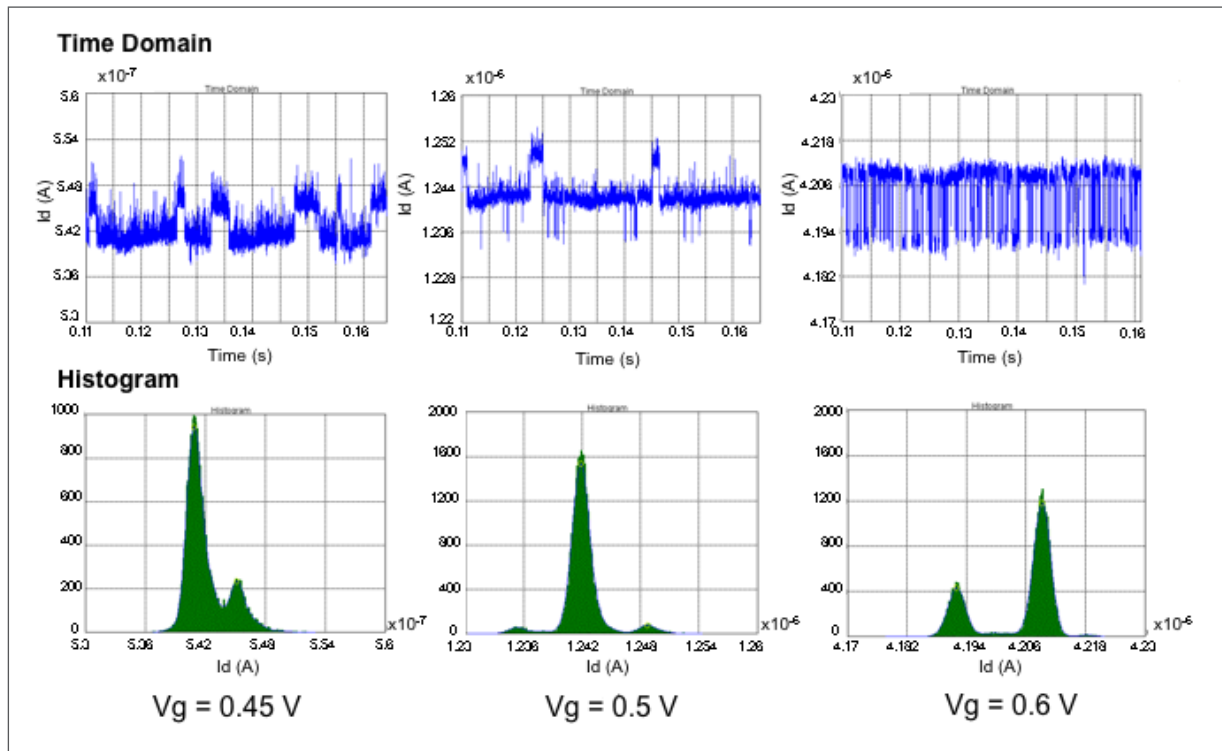 Time Domain
x10-7
Time Domain
5.6
5.54
5.48
5.42
5.36
5.3
Id (A)
0.11 0.12 0.13 0.14 0.15 0.16
Time (s)
x10-6
Time Domain
1.26
1.252
1.244
1.236
1.228
1.22
Id (A)
0.11 0.12 0.13 0.14 0.15 0.16
Time (s)
x10-6
Time Domain
4.23
4.218
4.206
4.194
4.182
4.17
Id (A)
0.11 0.12 0.13 0.14 0.15 0.16
Time (s)
Histogram
Histogram
1000
800
600
400
200
0
5.3 5.36 5.42 5.48 5.54 5.6
x10-7
Id (A)
Vg = 0.45 V
Histogram
2000
1600
1200
800
400
0
1.23 1.236 1.242 1.248 1.254 1.26
x10-6
Id (A)
Vg = 0.5 V
Histogram
2000
1600
1200
800
400
0
4.17 4.182 4.194 4.206 4.218 4.23
x10-6
Id (A)
Vg = 0.6 V